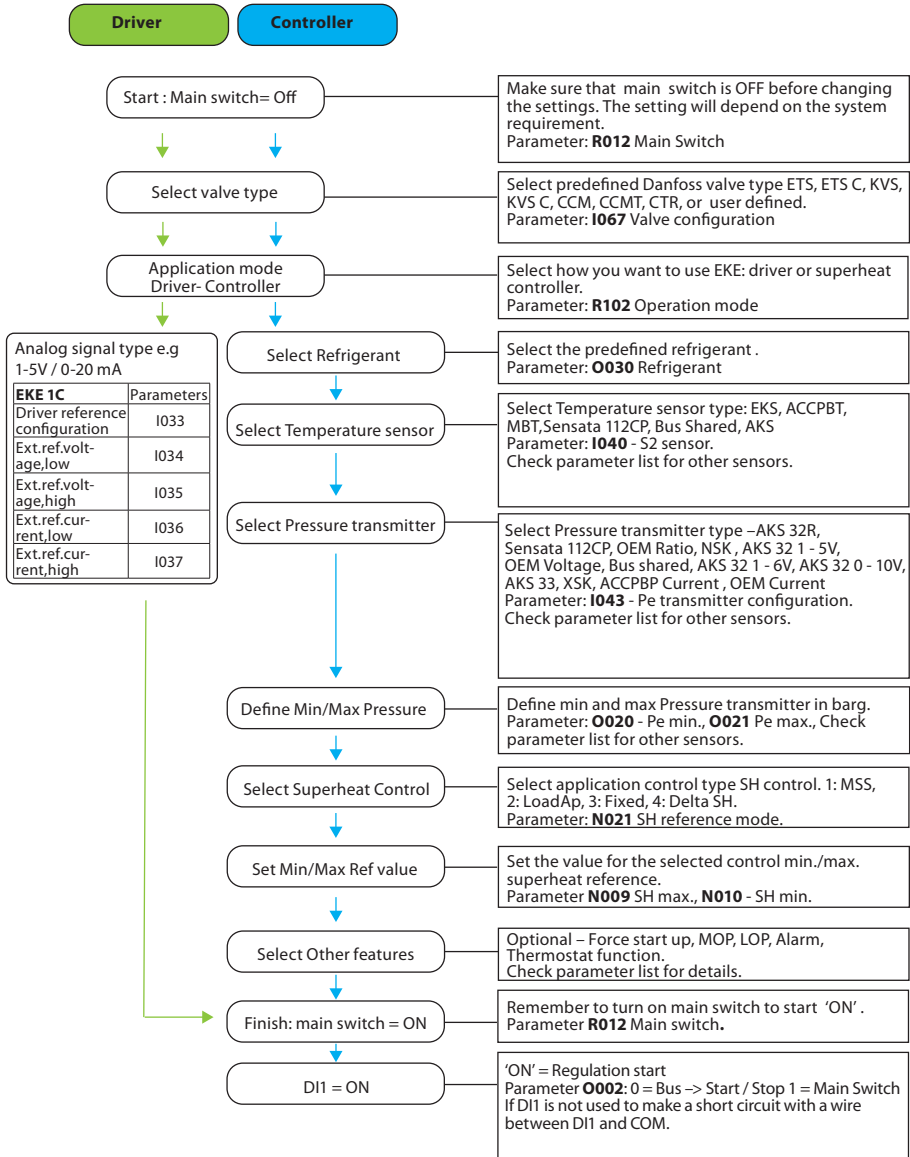 Driver
Controller
Start : Main switch= Off
Make sure that main switch is OFF before changing
the settings. The setting will depend on the system
requirement.
Parameter: R012 Main Switch
Select valve type
Select predefined Danfoss valve type ETS, ETS C, KVS,
KVS C, CCM, CCMT, CTR, or user defined.
Parameter: I067 Valve configuration
Application mode
Driver- Controller
Select how you want to use EKE: driver or superheat
controller.
Parameter: R102 Operation mode
Analog signal type e.g
1-5V / 0-20 mA
EKE 1C Parameters
Driver reference
configuration I033
Ext.ref.volt-
age,low I034
Ext.ref.volt-
age,high I035
Ext.ref.cur-
rent,low I036
Ext.ref.cur-
rent,high I037
Select Refrigerant
Select the predefined refrigerant .
Parameter: O030 Refrigerant
Select Temperature sensor
Select Temperature sensor type: EKS, ACCPBT,
MBT,Sensata 112CP, Bus Shared, AKS
Parameter: I040 - S2 sensor.
Check parameter list for other sensors.
Select Pressure transmitter
Select Pressure transmitter type –AKS 32R,
Sensata 112CP, OEM Ratio, NSK , AKS 32 1 - 5V,
OEM Voltage, Bus shared, AKS 32 1 - 6V, AKS 32 0 - 10V,
AKS 33, XSK, ACCPBP Current , OEM Current
Parameter: I043 - Pe transmitter configuration.
Check parameter list for other sensors.
Define Min/Max Pressure
Define min and max Pressure transmitter in barg.
Parameter: O020 - Pe min., O021 Pe max., Check
parameter list for other sensors.
Select Superheat Control
Select application control type SH control. 1: MSS,
2: LoadAp, 3: Fixed, 4: Delta SH.
Parameter: N021 SH reference mode.
Set Min/Max Ref value
Set the value for the selected control min./max.
superheat reference.
Parameter N009 SH max., N010 - SH min.
Select Other features
Optional – Force start up, MOP, LOP, Alarm,
Thermostat function.
Check parameter list for details.
Finish: main switch = ON
Remember to turn on main switch to start 'ON' .
Parameter R012 Main switch.
DI1 = ON
'ON' = Regulation start
Parameter O002: 0 = Bus –> Start / Stop 1 = Main Switch
If DI1 is not used to make a short circuit with a wire
between DI1 and COM.